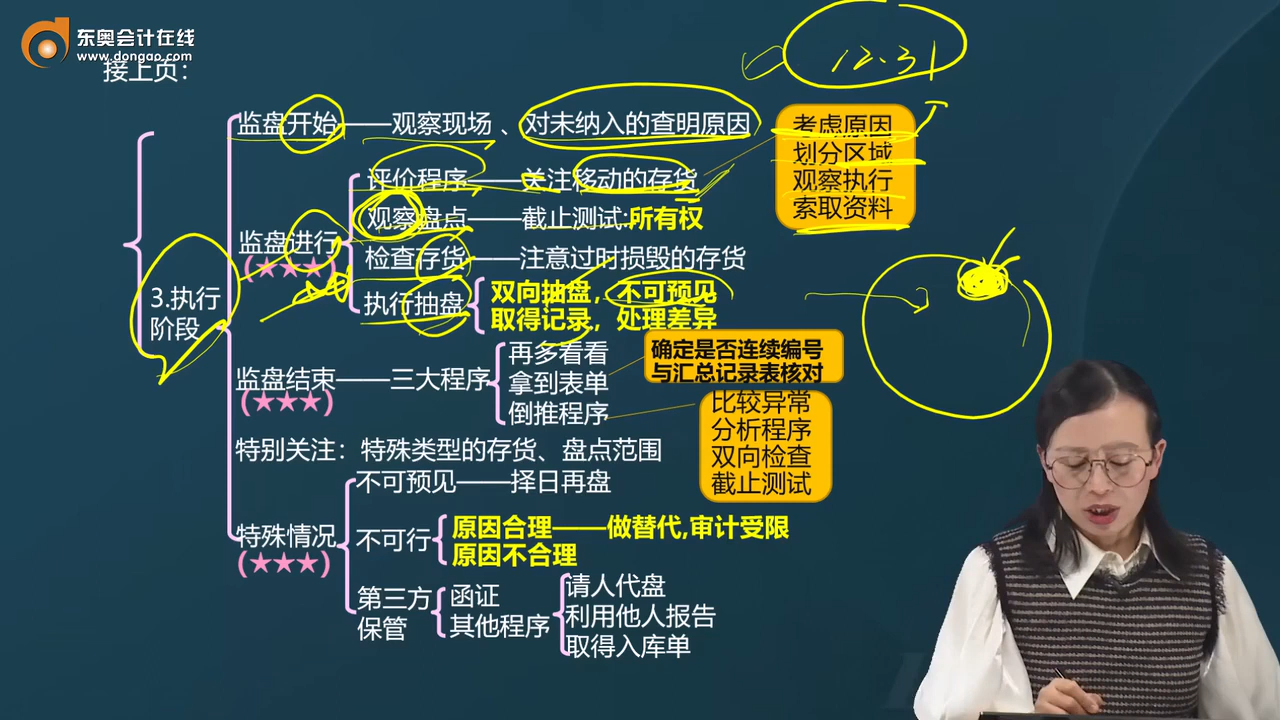 东奥会计在线
www.dongao.com
接上页：
12.31
监盘开始——观察现场、对未纳入的查明原因
考虑原因
划分区域
观察执行
索取资料
评价程序——关注移动的存货
观察盘点——截止测试:所有权
监盘进行
(★★★)
检查存货——注意过时损毁的存货
执行抽盘
双向抽盘，不可预见
取得记录，处理差异
3.执行
阶段
监盘结束——三大程序
(★★★)
再多看看
拿到表单
倒推程序
确定是否连续编号
与汇总记录表核对
比较异常
分析程序
双向检查
截止测试
特别关注：特殊类型的存货、盘点范围
特殊情况
(★★★)
不可预见——择日再盘
不可行
原因合理——做替代,审计受限
原因不合理
第三方
保管
函证
其他程序
请人代盘
利用他人报告
取得入库单